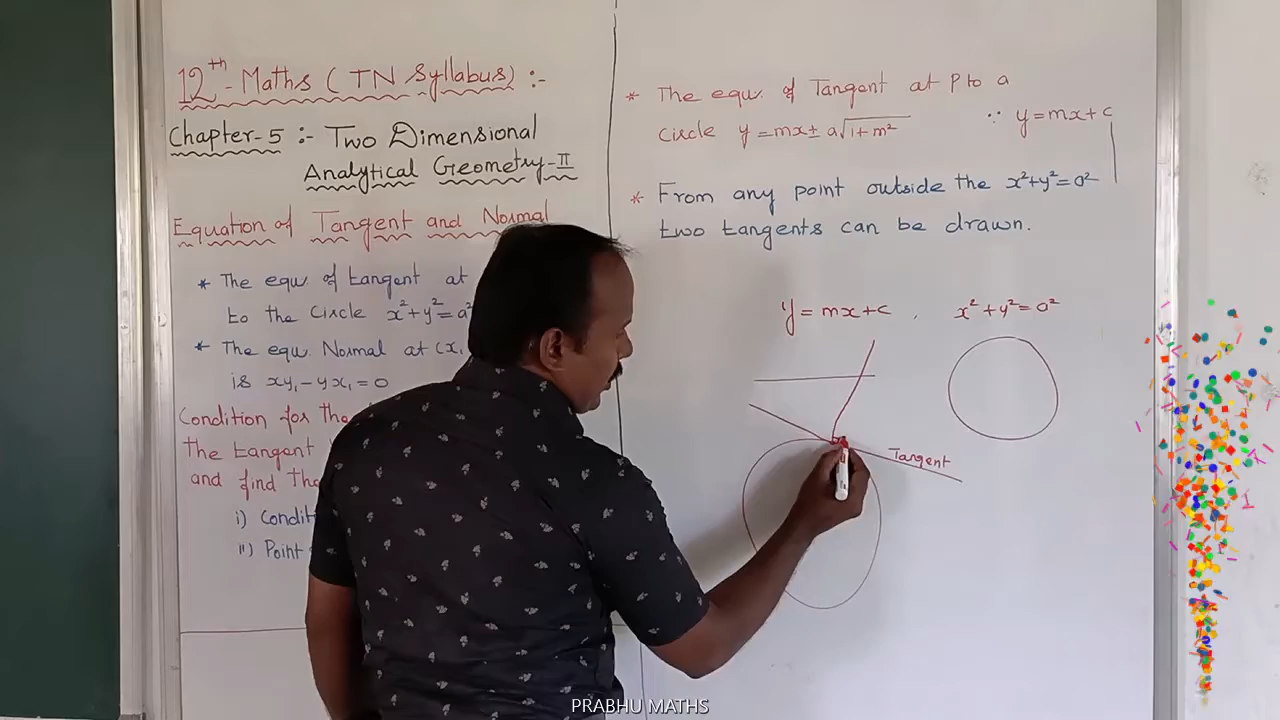 12th - Maths (TN Syllabus) :-
Chapter-5 :- Two Dimensional
Analytical Geometry-II
Equation of Tangent and Normal
* The equ. of tangent at
to the Circle x²+y²=a²
* The equ. Normal at (x₁
is xy₁-yx₁=0
Condition for the
The tangent
and find the
i) Condit
ii) Point
* The equ. of Tangent at P to a
Circle y=mx±a√1+m² ∵ y=mx+c
* From any point outside the x²+y²=a²
two tangents can be drawn.
y=mx+c , x²+y²=a²
Tangent
PRABHU MATHS